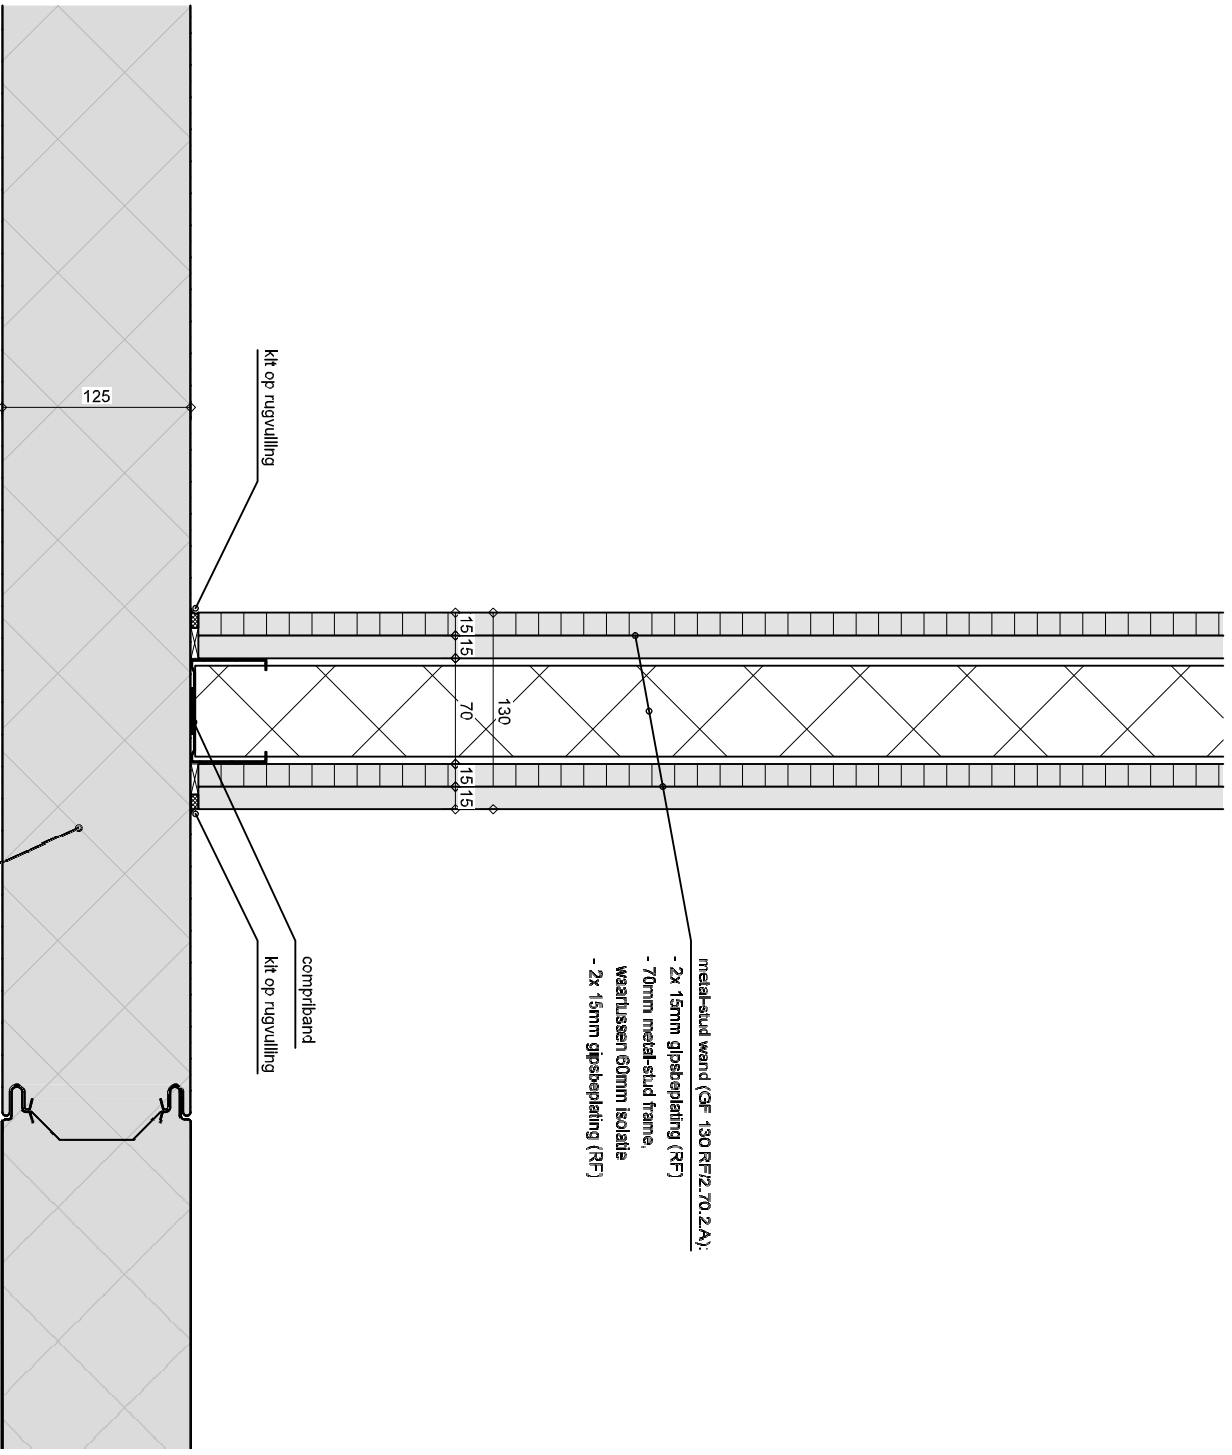 125
kit op rugvulling
15
15
70
15
15
130
metal-stud wand (GF 130 RF/2.70.2.A):
- 2x 15mm gipsbeplating (RF)
- 70mm metal-stud frame,
waartussen 60mm isolatie
- 2x 15mm gipsbeplating (RF)
compriband
kit op rugvulling